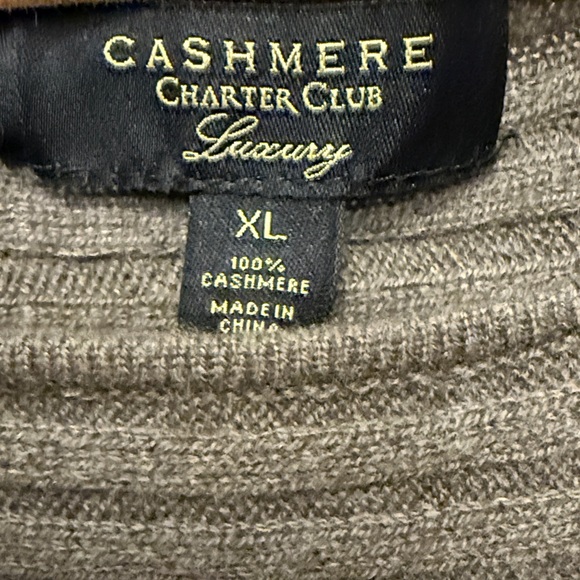 CASHMERE
CHARTER CLUB
Luxury
XL
100%
CASHMERE
MADE IN
CHINA